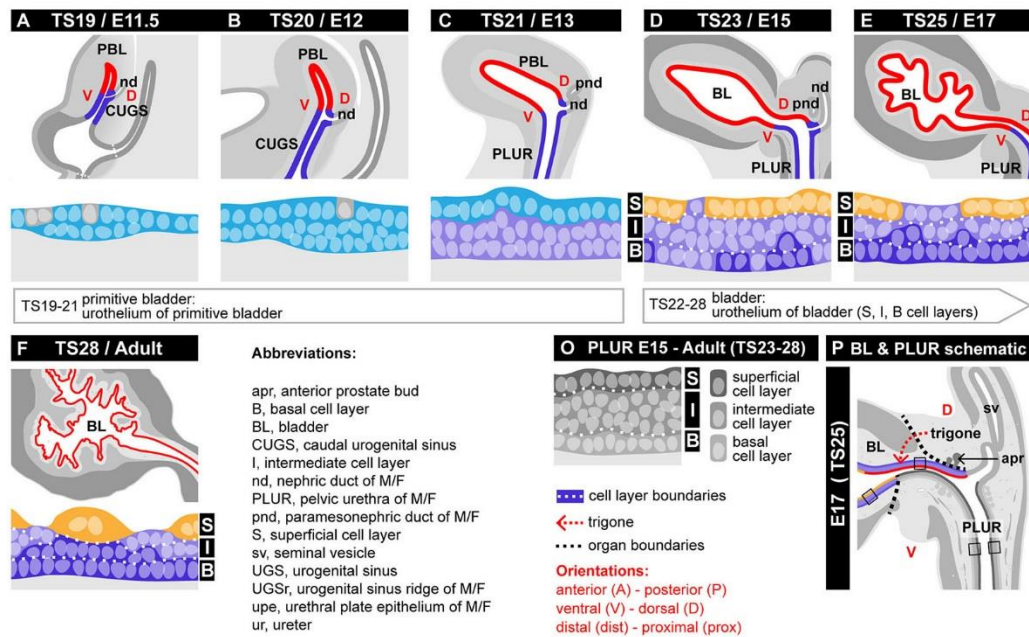 A TS19 / E11.5
PBL
nd
V
D
CUGS
B TS20 / E12
PBL
V
D
nd
CUGS
C TS21 / E13
PBL
D
pnd
nd
V
PLUR
D TS23 / E15
BL
D
nd
pnd
V
PLUR
E TS25 / E17
BL
D
V
PLUR
S
I
B
S
I
B
TS19-21 primitive bladder:
urothelium of primitive bladder
TS22-28 bladder:
urothelium of bladder (S, I, B cell layers)
F TS28 / Adult
BL
S
I
B
Abbreviations:
apr, anterior prostate bud
B, basal cell layer
BL, bladder
CUGS, caudal urogenital sinus
I, intermediate cell layer
nd, nephric duct of M/F
PLUR, pelvic urethra of M/F
pnd, paramesonephric duct of M/F
S, superficial cell layer
sv, seminal vesicle
UGS, urogenital sinus
UGSr, urogenital sinus ridge of M/F
upe, urethral plate epithelium of M/F
ur, ureter
O PLUR E15 - Adult (TS23-28)
S
I
B
superficial
cell layer
intermediate
cell layer
basal
cell layer
cell layer boundaries
trigone
organ boundaries
Orientations:
anterior (A) - posterior (P)
ventral (V) - dorsal (D)
distal (dist) - proximal (prox)
P BL & PLUR schematic
E17 ( TS25)
D
sv
BL
trigone
apr
PLUR
V